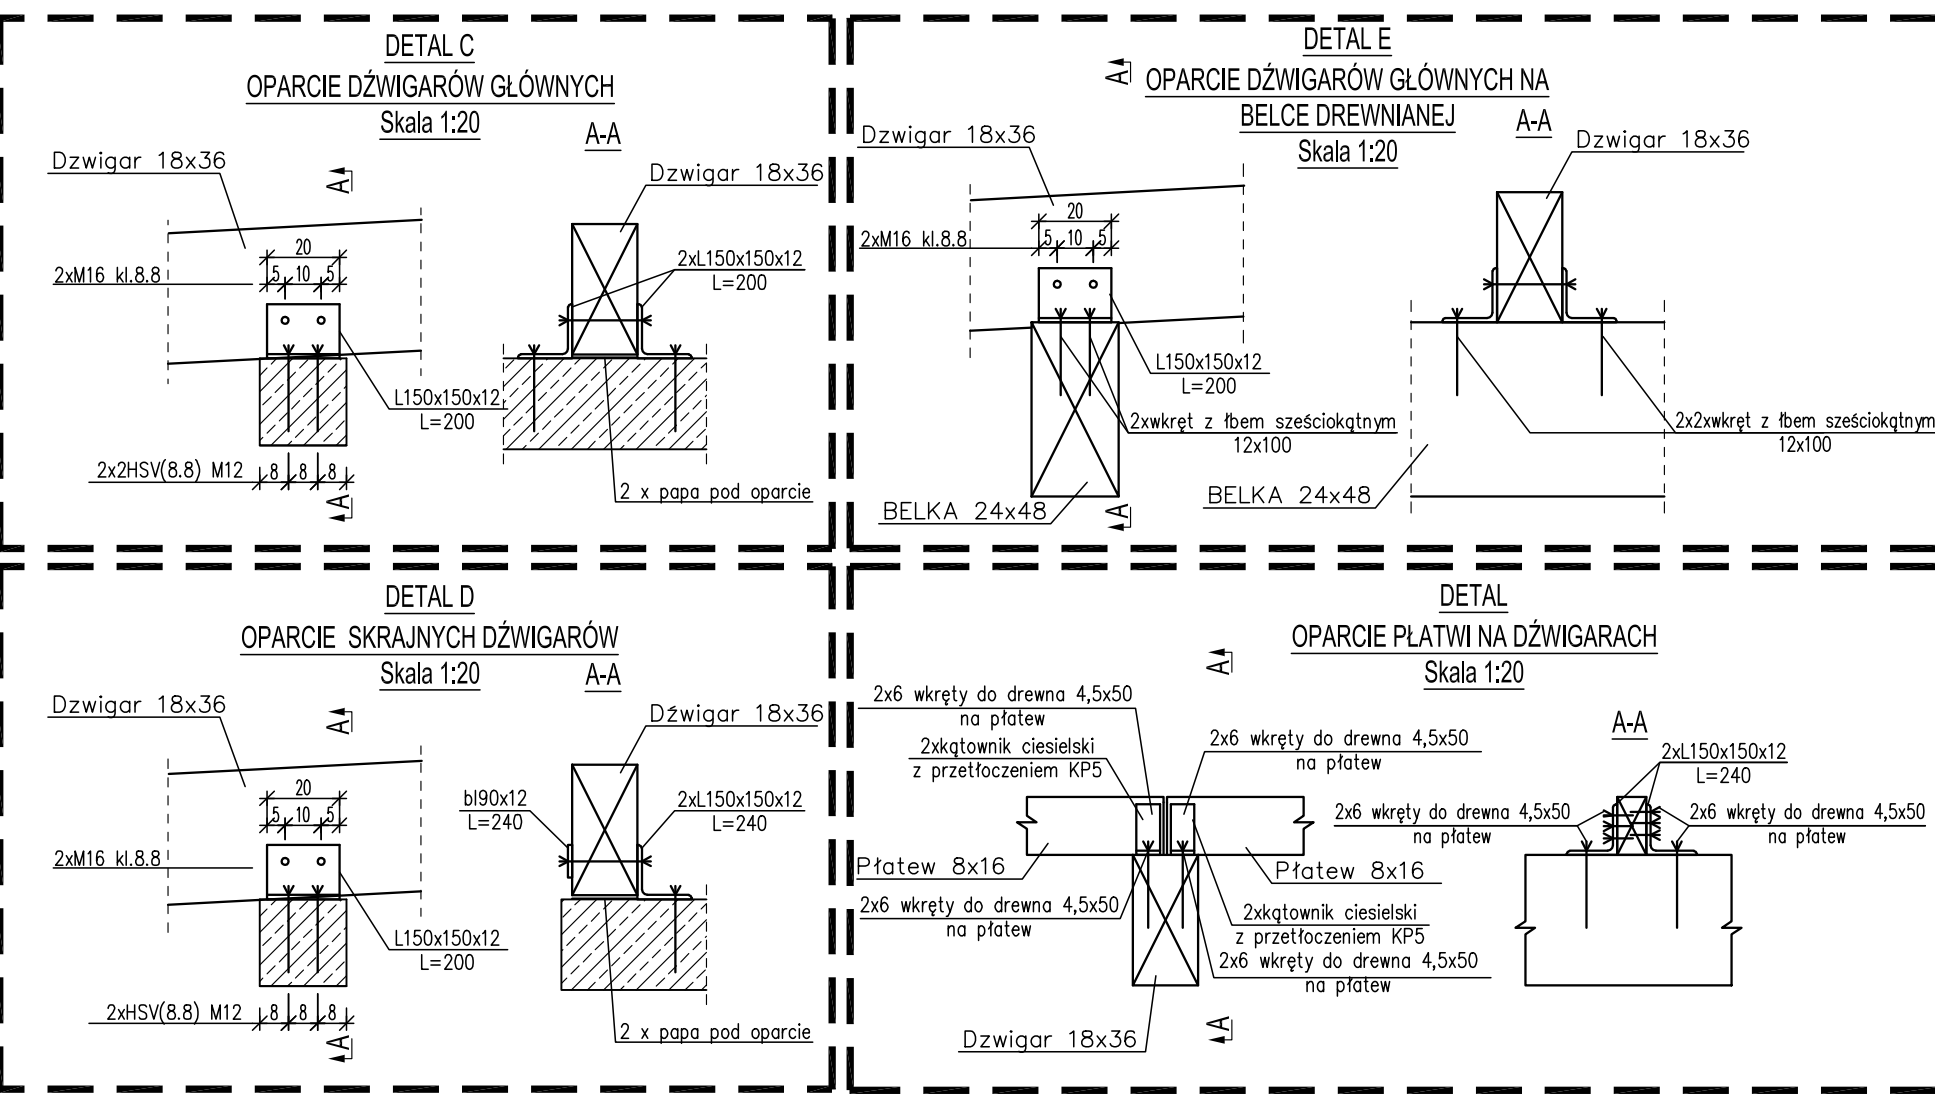 DETAL C
OPARCIE DŹWIGARÓW GŁÓWNYCH
Skala 1:20
A-A
Dzwigar 18x36
A
Dzwigar 18x36
20
5 10 5
2xM16 kl.8.8
2xL150x150x12
L=200
L150x150x12
L=200
2x2HSV(8.8) M12
8 8 8
A
2 x papa pod oparcie
DETAL E
OPARCIE DŹWIGARÓW GŁÓWNYCH NA
BELCE DREWNIANEJ
Skala 1:20
A
A-A
Dzwigar 18x36
Dzwigar 18x36
20
5 10 5
2xM16 kl.8.8
L150x150x12
L=200
2xwkręt z łbem sześciokątnym
12x100
2x2xwkręt z łbem sześciokątnym
12x100
BELKA 24x48
BELKA 24x48
A
DETAL D
OPARCIE SKRAJNYCH DŹWIGARÓW
Skala 1:20
A-A
Dzwigar 18x36
A
Dźwigar 18x36
20
5 10 5
2xM16 kl.8.8
bl90x12
L=240
2xL150x150x12
L=240
L150x150x12
L=200
2xHSV(8.8) M12
8 8 8
A
2 x papa pod oparcie
DETAL
OPARCIE PŁATWI NA DŹWIGARACH
Skala 1:20
A
A-A
2x6 wkręty do drewna 4,5x50
na płatew
2xkątownik ciesielski
z przetłoczeniem KP5
2x6 wkręty do drewna 4,5x50
na płatew
2xL150x150x12
L=240
2x6 wkręty do drewna 4,5x50
na płatew
2x6 wkręty do drewna 4,5x50
na płatew
Płatew 8x16
Płatew 8x16
2x6 wkręty do drewna 4,5x50
na płatew
2xkątownik ciesielski
z przetłoczeniem KP5
2x6 wkręty do drewna 4,5x50
na płatew
Dzwigar 18x36
A